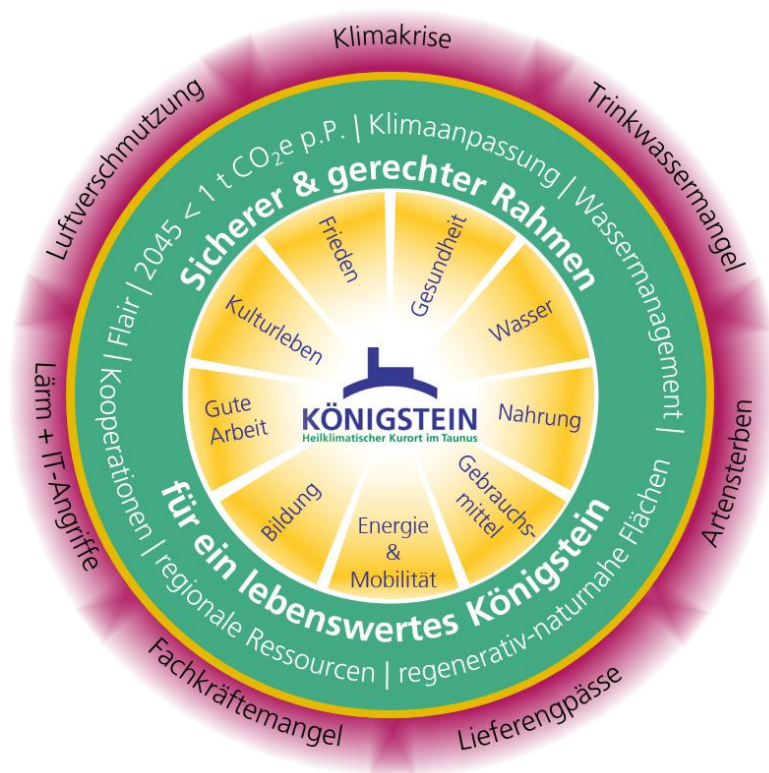 Klimakrise
Trinkwassermangel
Artensterben
Lieferengpässe
Fachkräftemangel
Lärm + IT-Angriffe
Luftverschmutzung
Kooperationen | Flair | 2045 < 1 t CO₂e p.P. | Klimaanpassung | Wassermanagement |
regionale Ressourcen | regenerativ-naturnahe Flächen
Sicherer & gerechter Rahmen
für ein lebenswertes Königstein
Frieden
Gesundheit
Wasser
Nahrung
Gebrauchs-
mittel
Energie
&
Mobilität
Bildung
Gute
Arbeit
Kulturleben
KÖNIGSTEIN
Heilklimatischer Kurort im Taunus